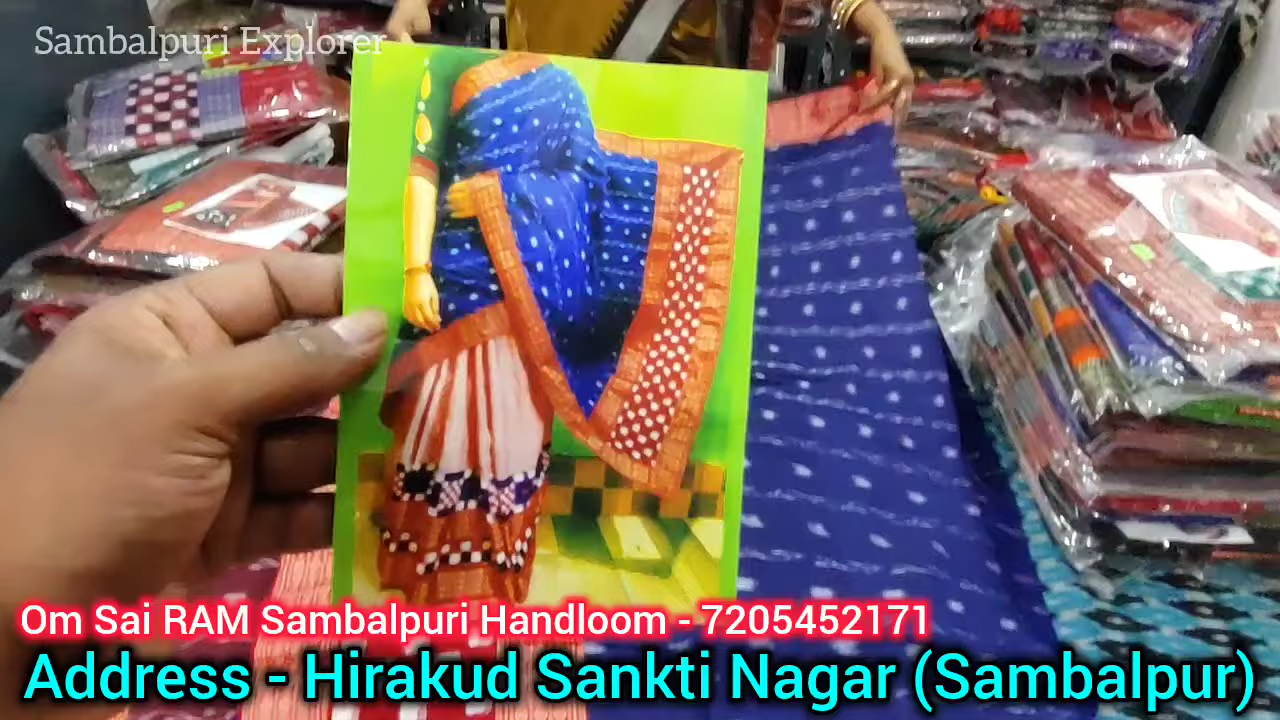 Sambalpuri Explorer
Om Sai RAM Sambalpuri Handloom - 7205452171
Address - Hirakud Sankti Nagar (Sambalpur)